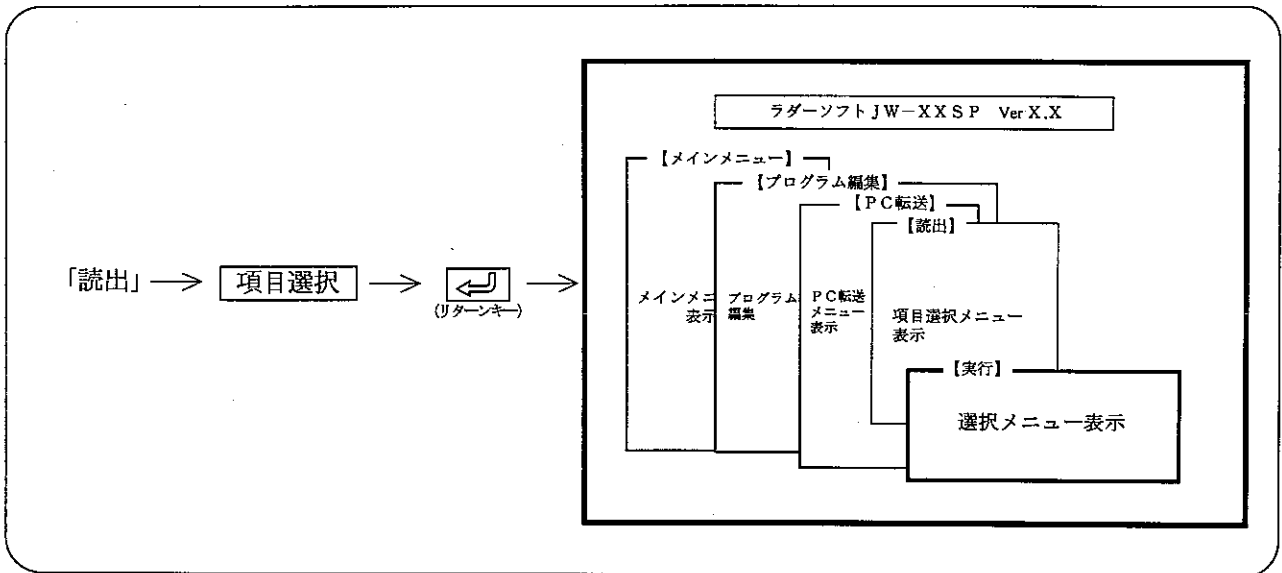 ラダーソフトJW-XXSP Ver X.X
【メインメニュー】
【プログラム編集】
【PC転送】
【読出】
「読出」 → 項目選択 → (リターンキー) →
メインメニ
表示
プログラム
編集
PC転送
メニュー
表示
項目選択メニュー
表示
【実行】
選択メニュー表示